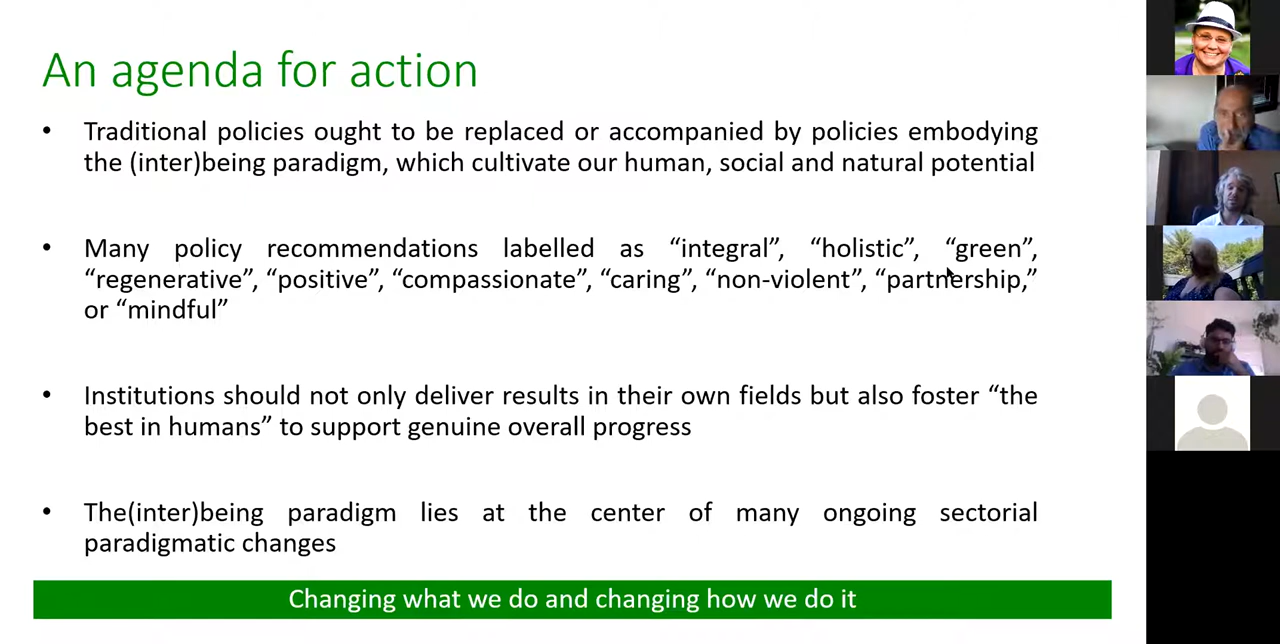 An agenda for action
• Traditional policies ought to be replaced or accompanied by policies embodying
the (inter)being paradigm, which cultivate our human, social and natural potential
• Many policy recommendations labelled as “integral”, “holistic”, “green”,
“regenerative”, “positive”, “compassionate”, “caring”, “non-violent”, “partnership,”
or “mindful”
• Institutions should not only deliver results in their own fields but also foster “the
best in humans” to support genuine overall progress
• The(inter)being paradigm lies at the center of many ongoing sectorial
paradigmatic changes
Changing what we do and changing how we do it